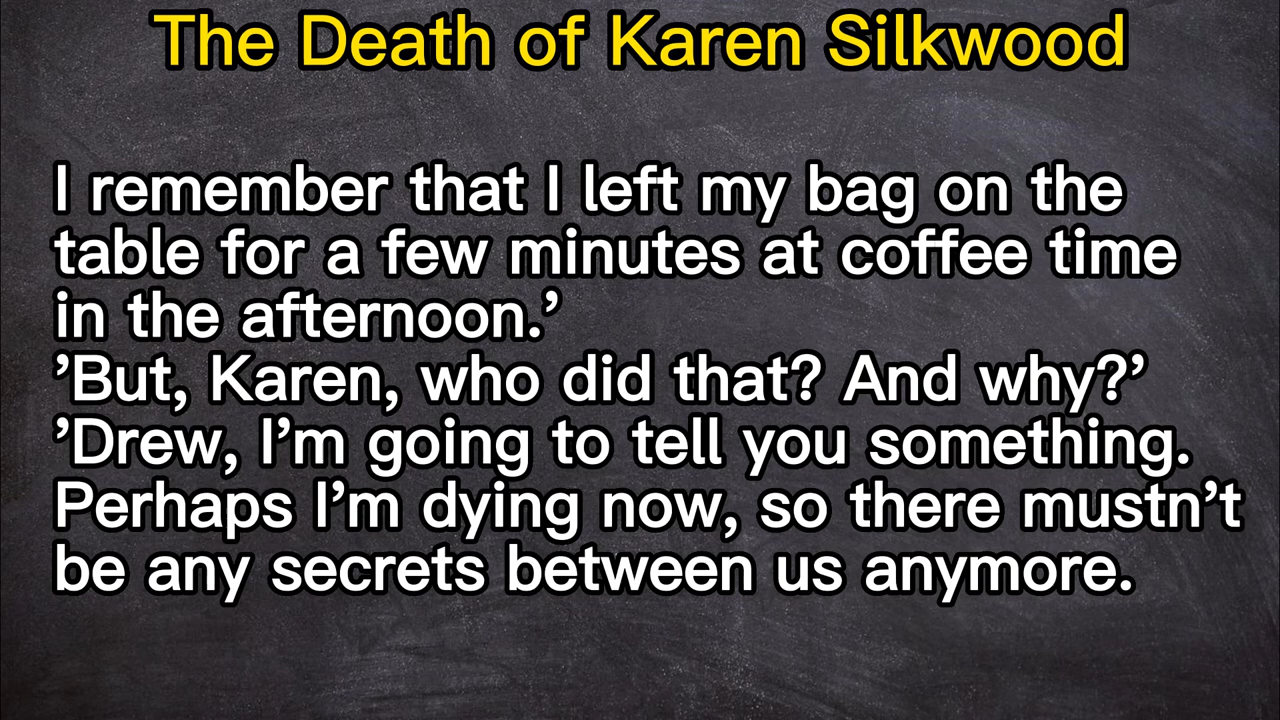 The Death of Karen Silkwood
I remember that I left my bag on the
table for a few minutes at coffee time
in the afternoon.’
’But, Karen, who did that? And why?’
’Drew, I’m going to tell you something.
Perhaps I’m dying now, so there mustn’t
be any secrets between us anymore.